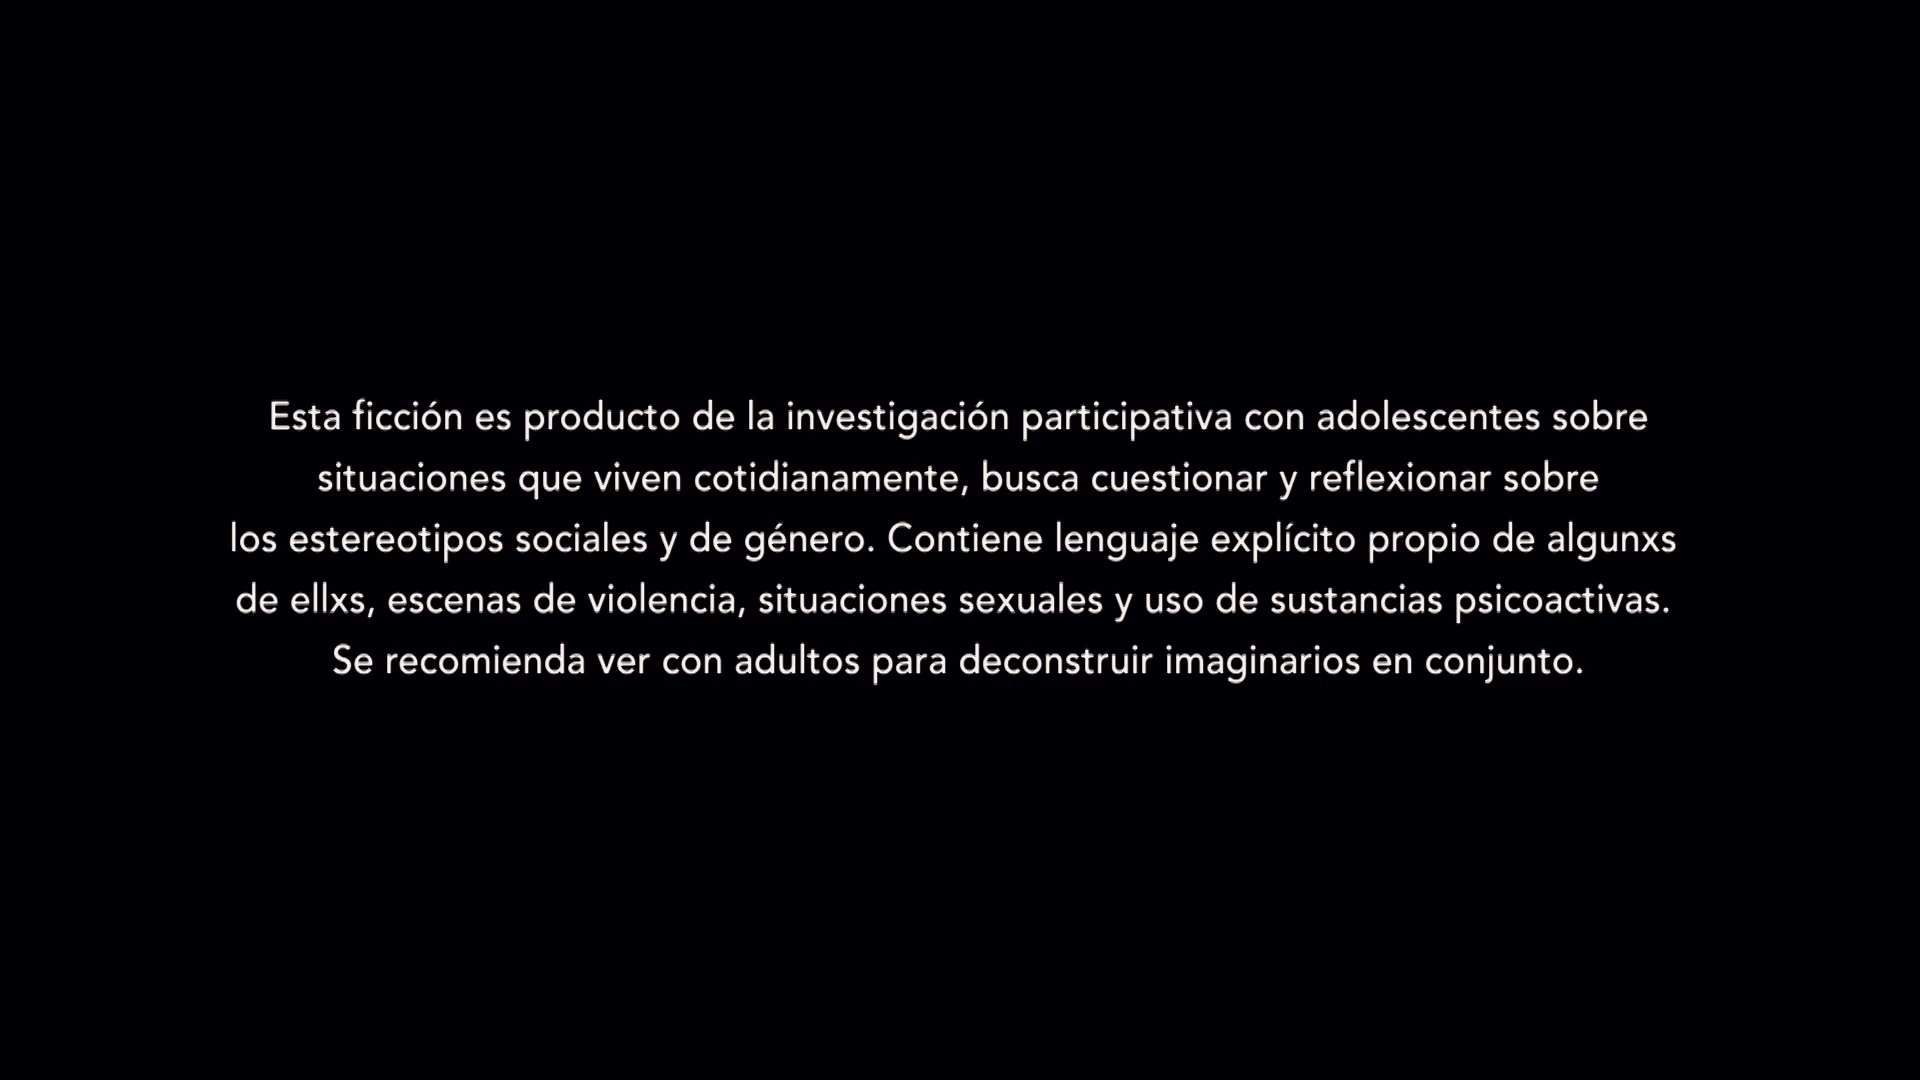 Esta ficción es producto de la investigación participativa con adolescentes sobre
situaciones que viven cotidianamente, busca cuestionar y reflexionar sobre
los estereotipos sociales y de género. Contiene lenguaje explícito propio de algunxs
de ellxs, escenas de violencia, situaciones sexuales y uso de sustancias psicoactivas.
Se recomienda ver con adultos para deconstruir imaginarios en conjunto.